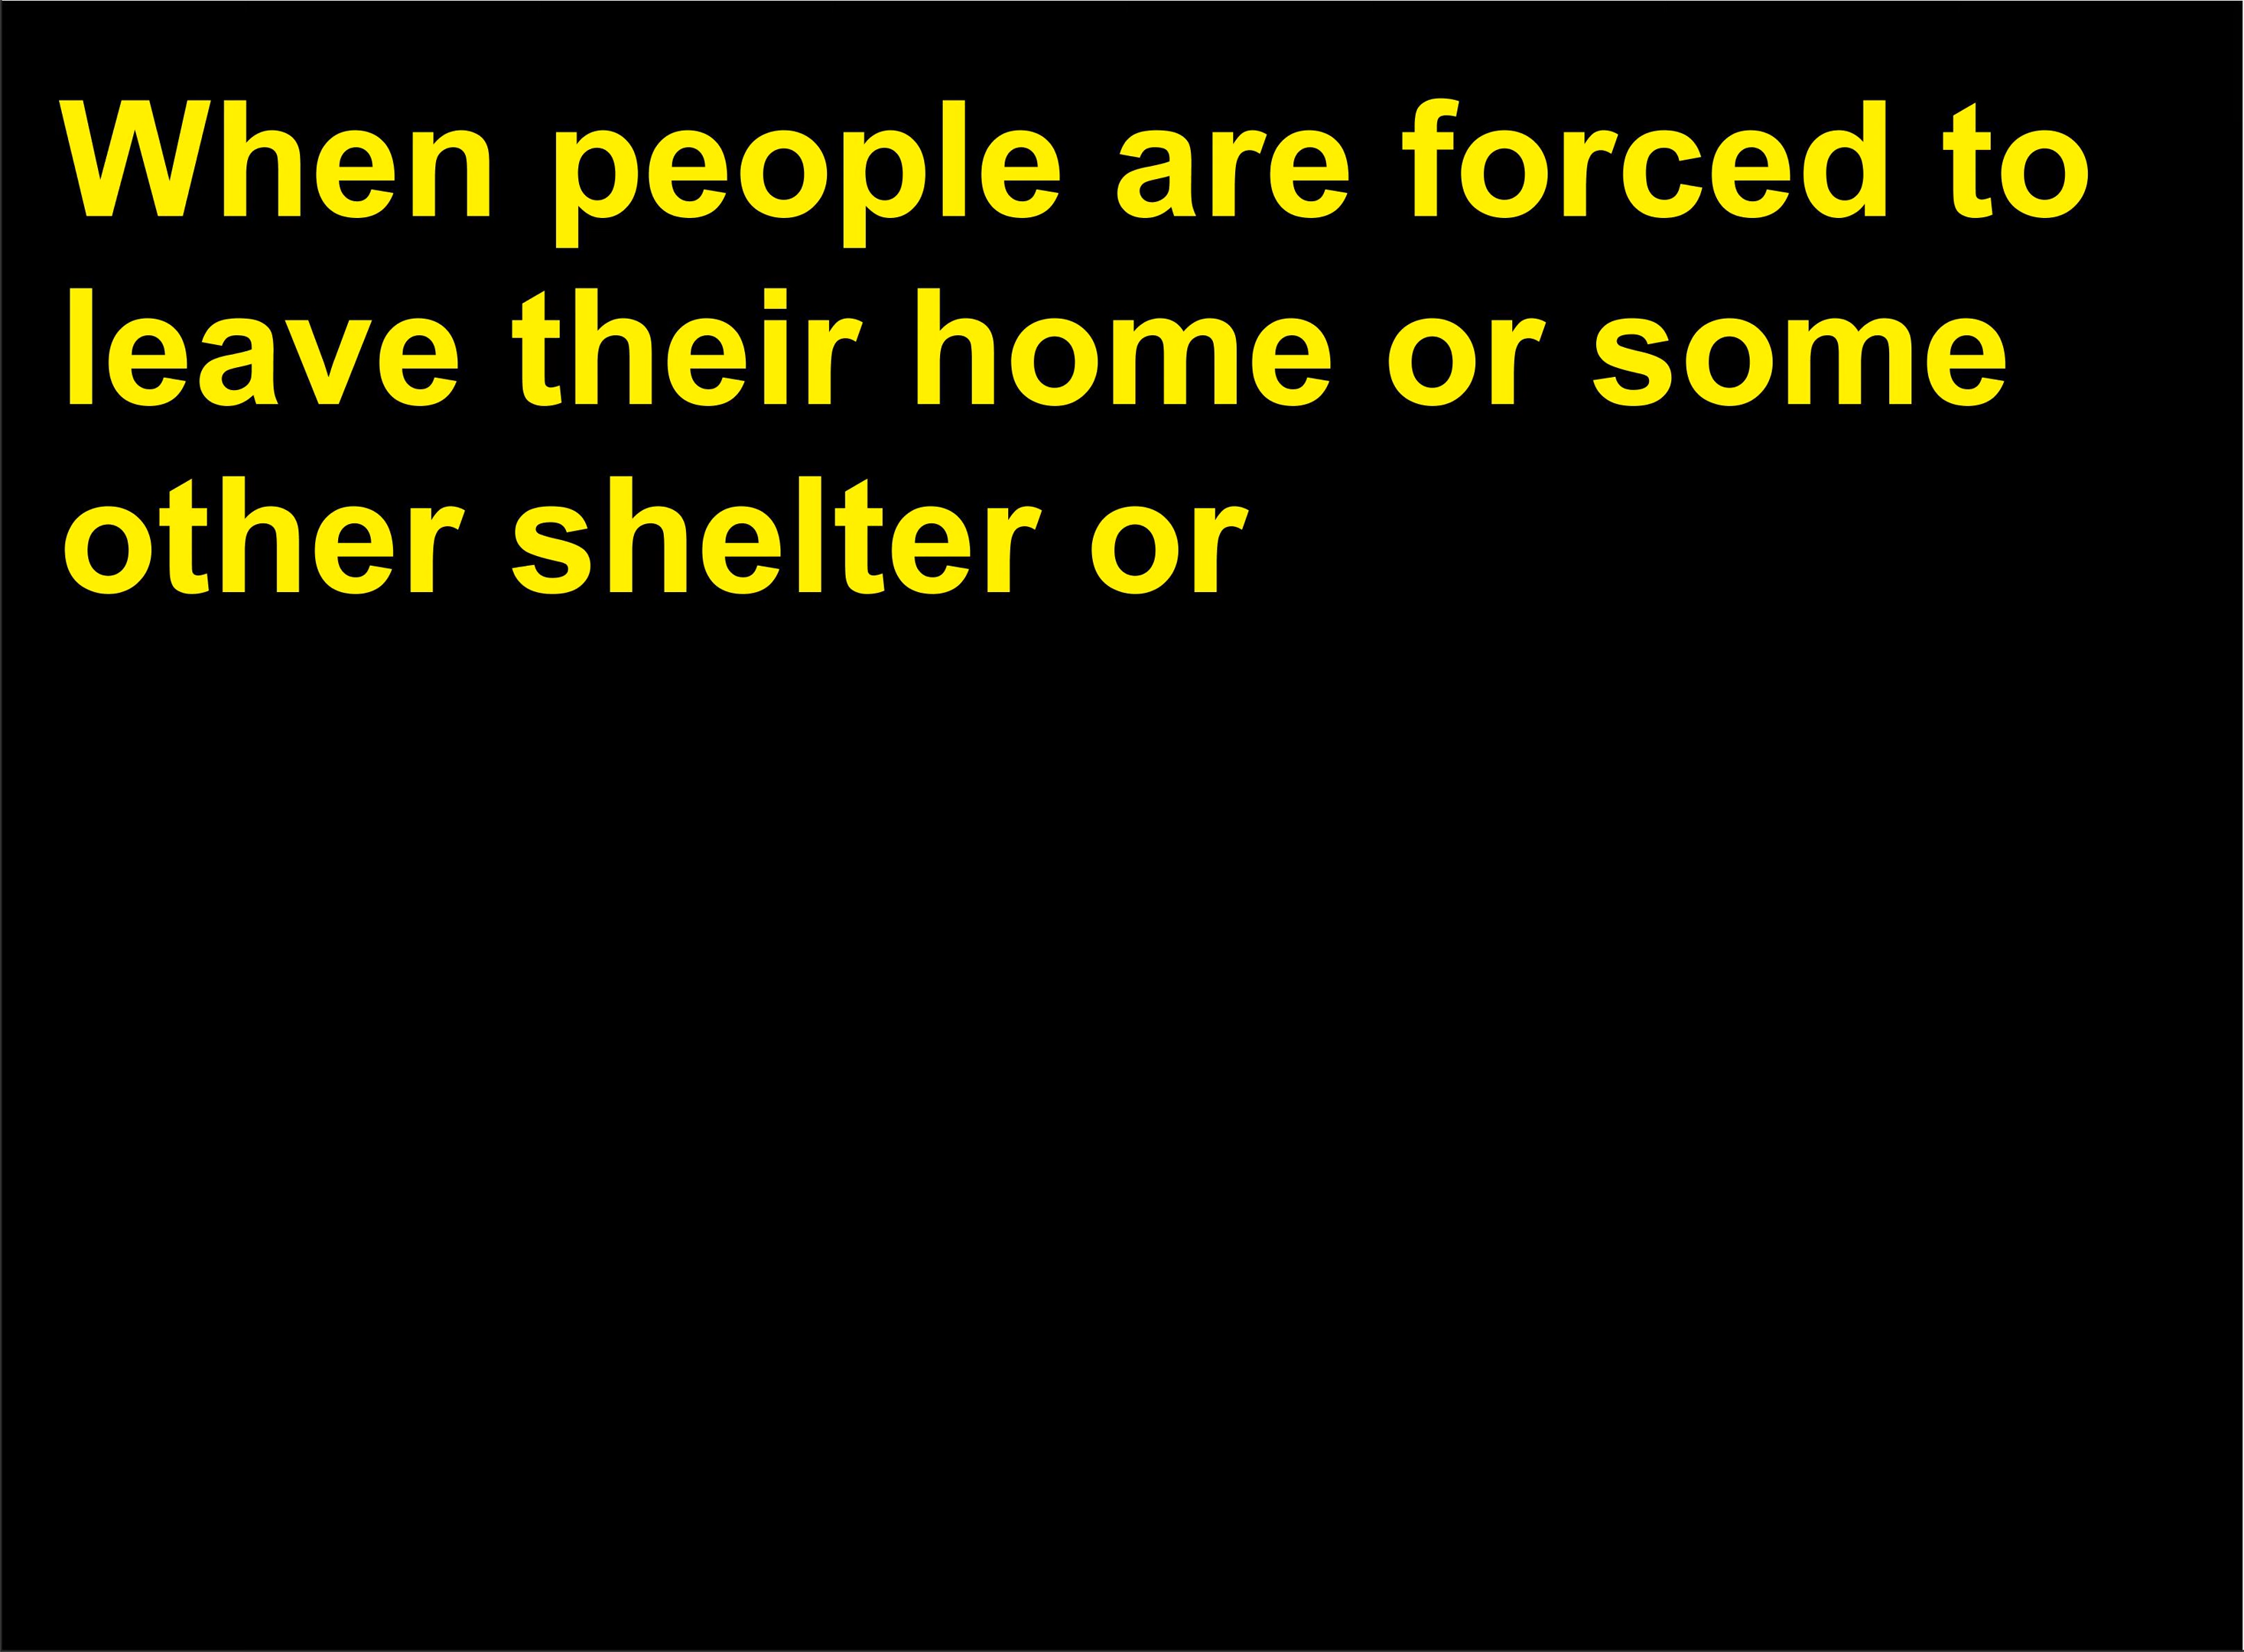 When people are forced to
leave their home or some
other shelter or